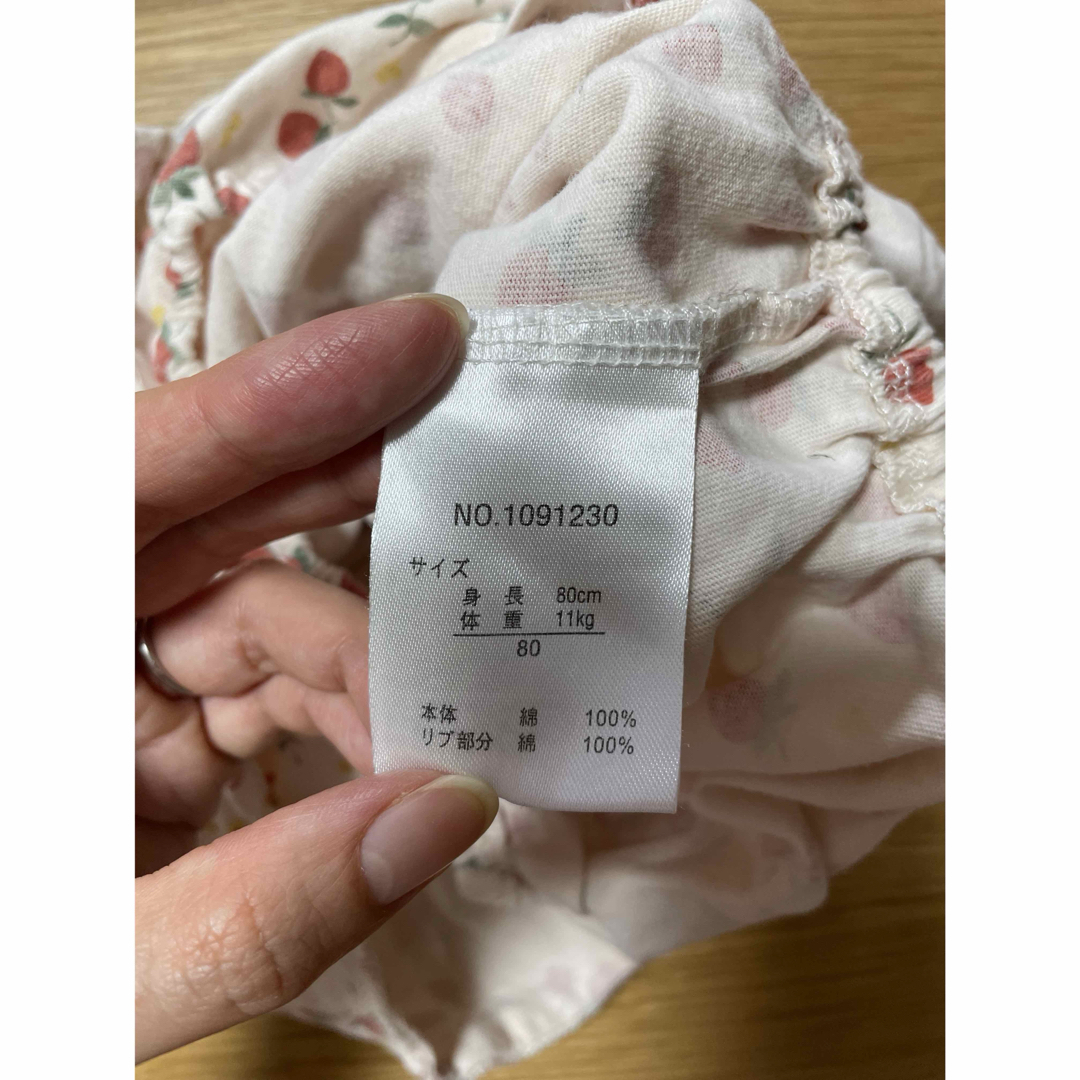 NO.1091230
サイズ
身 長 80cm
体 重 11kg
80
本体 綿 100%
リブ部分 綿 100%